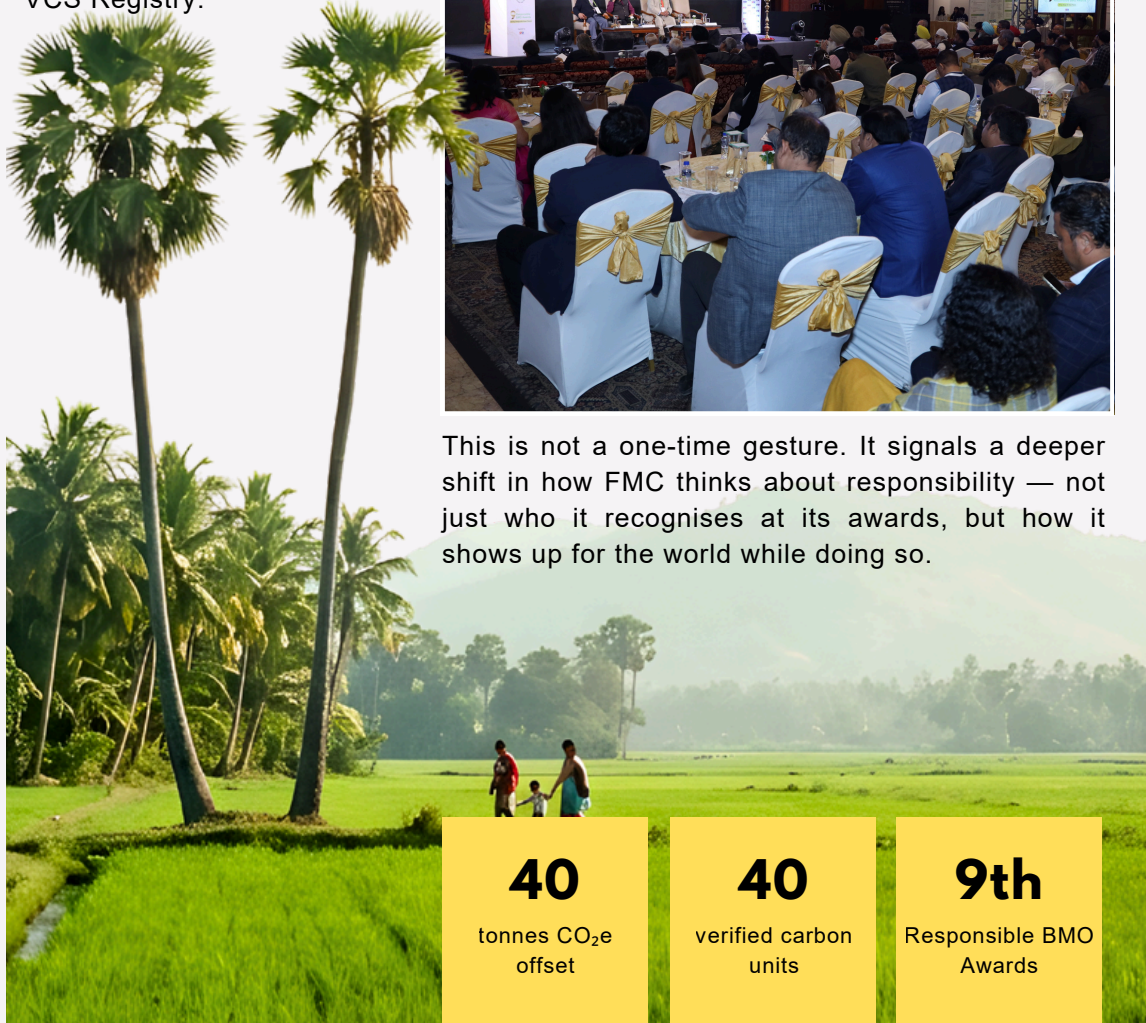 VCS Registry.
This is not a one-time gesture. It signals a deeper
shift in how FMC thinks about responsibility — not
just who it recognises at its awards, but how it
shows up for the world while doing so.
40
tonnes CO₂e
offset
40
verified carbon
units
9th
Responsible BMO
Awards